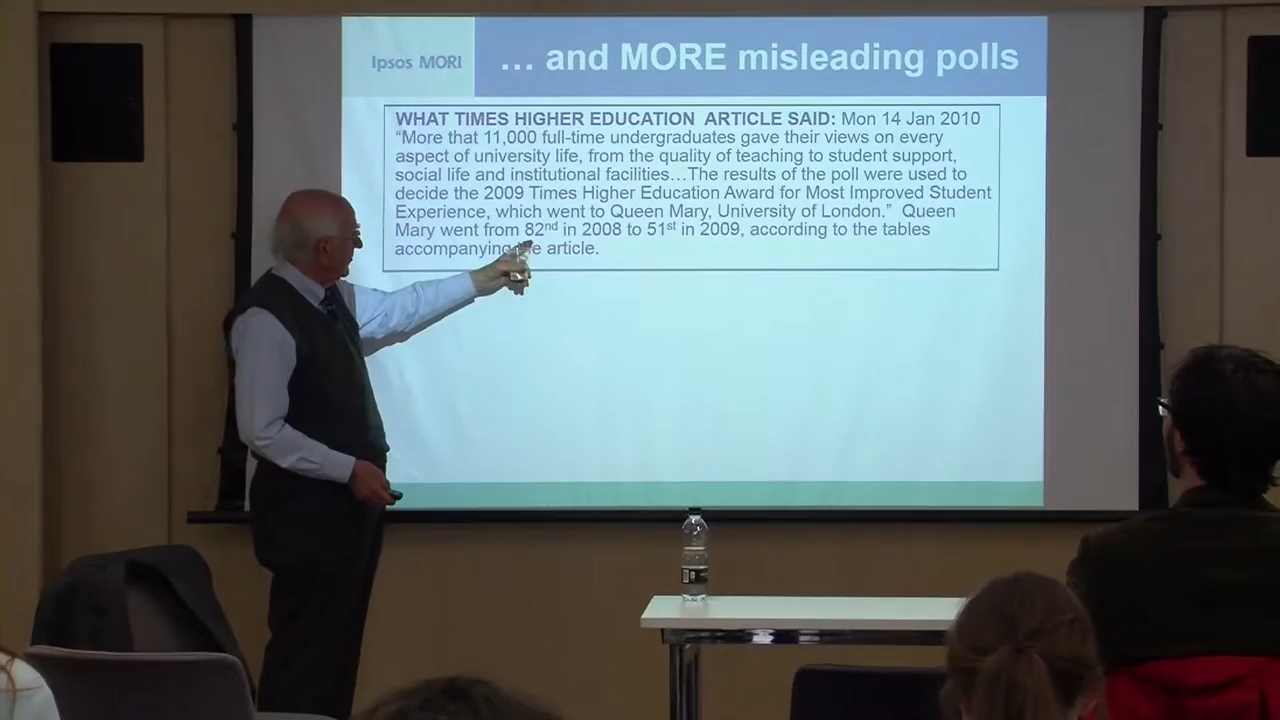 Ipsos MORI
… and MORE misleading polls
WHAT TIMES HIGHER EDUCATION ARTICLE SAID: Mon 14 Jan 2010
“More that 11,000 full-time undergraduates gave their views on every
aspect of university life, from the quality of teaching to student support,
social life and institutional facilities…The results of the poll were used to
decide the 2009 Times Higher Education Award for Most Improved Student
Experience, which went to Queen Mary, University of London.” Queen
Mary went from 82nd in 2008 to 51st in 2009, according to the tables
accompanying the article.